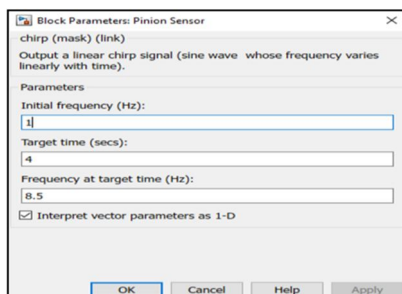 Block Parameters: Pinion Sensor
chirp (mask) (link)
Output a linear chirp signal (sine wave whose frequency varies
linearly with time).
Parameters
Initial frequency (Hz):
1
Target time (secs):
4
Frequency at target time (Hz):
8.5
Interpret vector parameters as 1-D
OK Cancel Help Apply